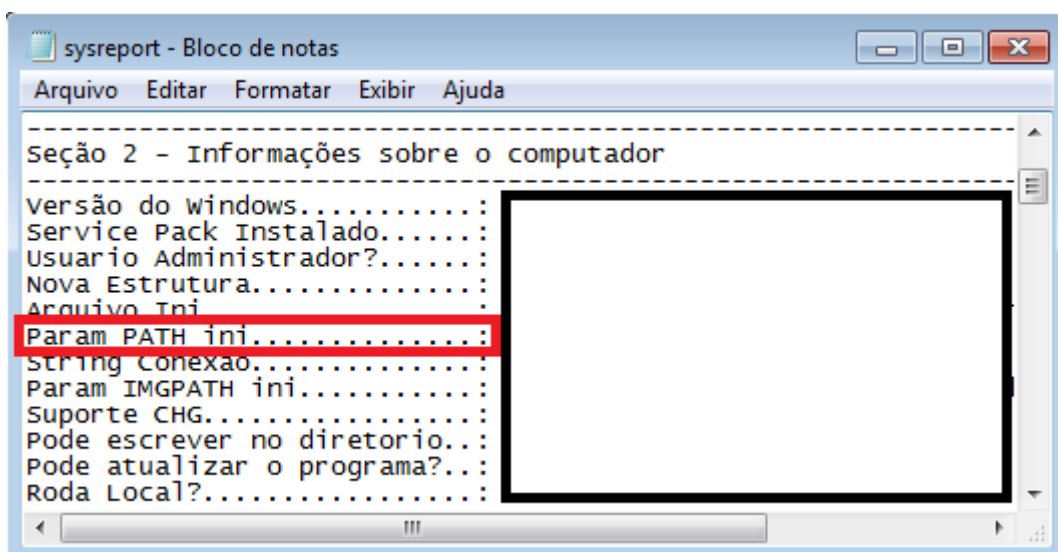 sysreport - Bloco de notas
Arquivo Editar Formatar Exibir Ajuda
---------------------------------------------------------------
Seção 2 - Informações sobre o computador
---------------------------------------------------------------
Versão do Windows...........:
Service Pack Instalado......:
Usuario Administrador?......:
Nova Estrutura..............:
Arquivo Ini :
Param PATH ini..............:
String Conexao..............:
Param IMGPATH ini...........:
Suporte CHG.................:
Pode escrever no diretorio..:
Pode atualizar o programa?..:
Roda Local?.................: